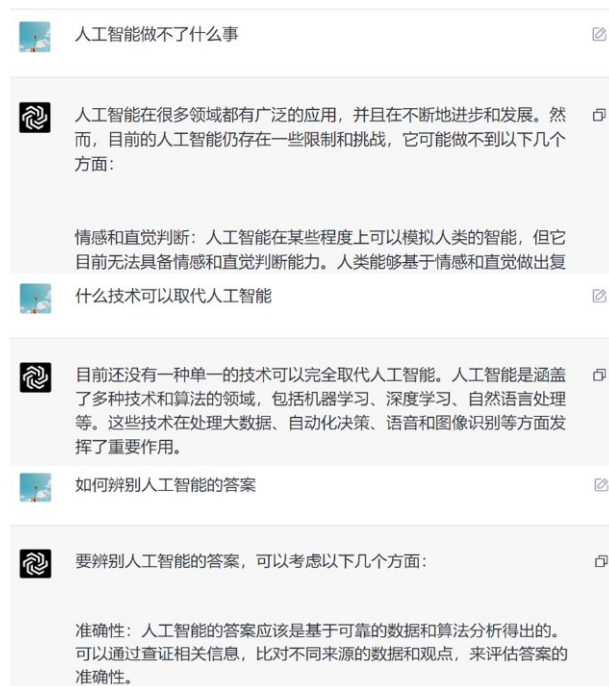 人工智能做不了什么事
人工智能在很多领域都有广泛的应用，并且在不断地进步和发展。然
而，目前的人工智能仍存在一些限制和挑战，它可能做不到以下几个
方面：
情感和直觉判断：人工智能在某些程度上可以模拟人类的智能，但它
目前无法具备情感和直觉判断能力。人类能够基于情感和直觉做出复
什么技术可以取代人工智能
目前还没有一种单一的技术可以完全取代人工智能。人工智能是涵盖
了多种技术和算法的领域，包括机器学习、深度学习、自然语言处理
等。这些技术在处理大数据、自动化决策、语音和图像识别等方面发
挥了重要作用。
如何辨别人工智能的答案
要辨别人工智能的答案，可以考虑以下几个方面：
准确性：人工智能的答案应该是基于可靠的数据和算法分析得出的。
可以通过查证相关信息，比对不同来源的数据和观点，来评估答案的
准确性。